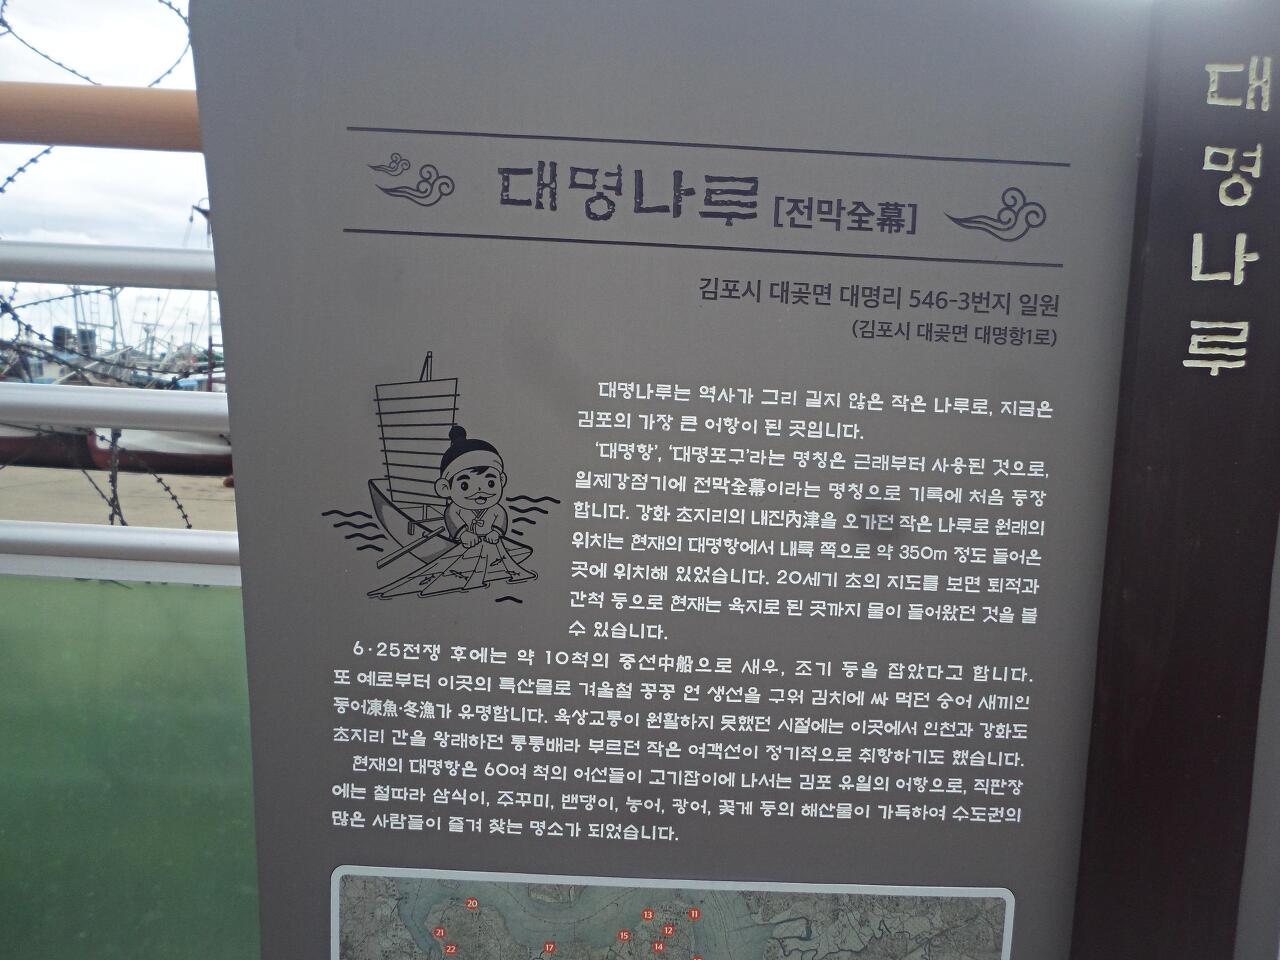 대명나루 [전막全幕]
김포시 대곶면 대명리 546-3번지 일원
(김포시 대곶면 대명항1로)
대명나루는 역사가 그리 길지 않은 작은 나루로, 지금은
김포의 가장 큰 어항이 된 곳입니다.
‘대명항’, ‘대명포구’라는 명칭은 근래부터 사용된 것으로,
일제강점기에 전막全幕이라는 명칭으로 기록에 처음 등장
합니다. 강화 초지리의 내진內津을 오가던 작은 나루로 원래의
위치는 현재의 대명항에서 내륙 쪽으로 약 350m 정도 들어온
곳에 위치해 있었습니다. 20세기 초의 지도를 보면 퇴적과
간척 등으로 현재는 육지로 된 곳까지 물이 들어왔던 것을 볼
수 있습니다.
6·25전쟁 후에는 약 10척의 중선中船으로 새우, 조기 등을 잡았다고 합니다.
또 예로부터 이곳의 특산물로 겨울철 꽁꽁 언 생선을 구워 김치에 싸 먹던 숭어 새끼인
동어凍魚·冬漁가 유명합니다. 육상교통이 원활하지 못했던 시절에는 이곳에서 인천과 강화도
초지리 간을 왕래하던 통통배라 부르던 작은 여객선이 정기적으로 취항하기도 했습니다.
현재의 대명항은 60여 척의 어선들이 고기잡이에 나서는 김포 유일의 어항으로, 직판장
에는 철따라 삼식이, 주꾸미, 밴댕이, 농어, 광어, 꽃게 등의 해산물이 가득하여 수도권의
많은 사람들이 즐겨 찾는 명소가 되었습니다.
20
13
11
21
15
12
22
17
14
대
명
나
루